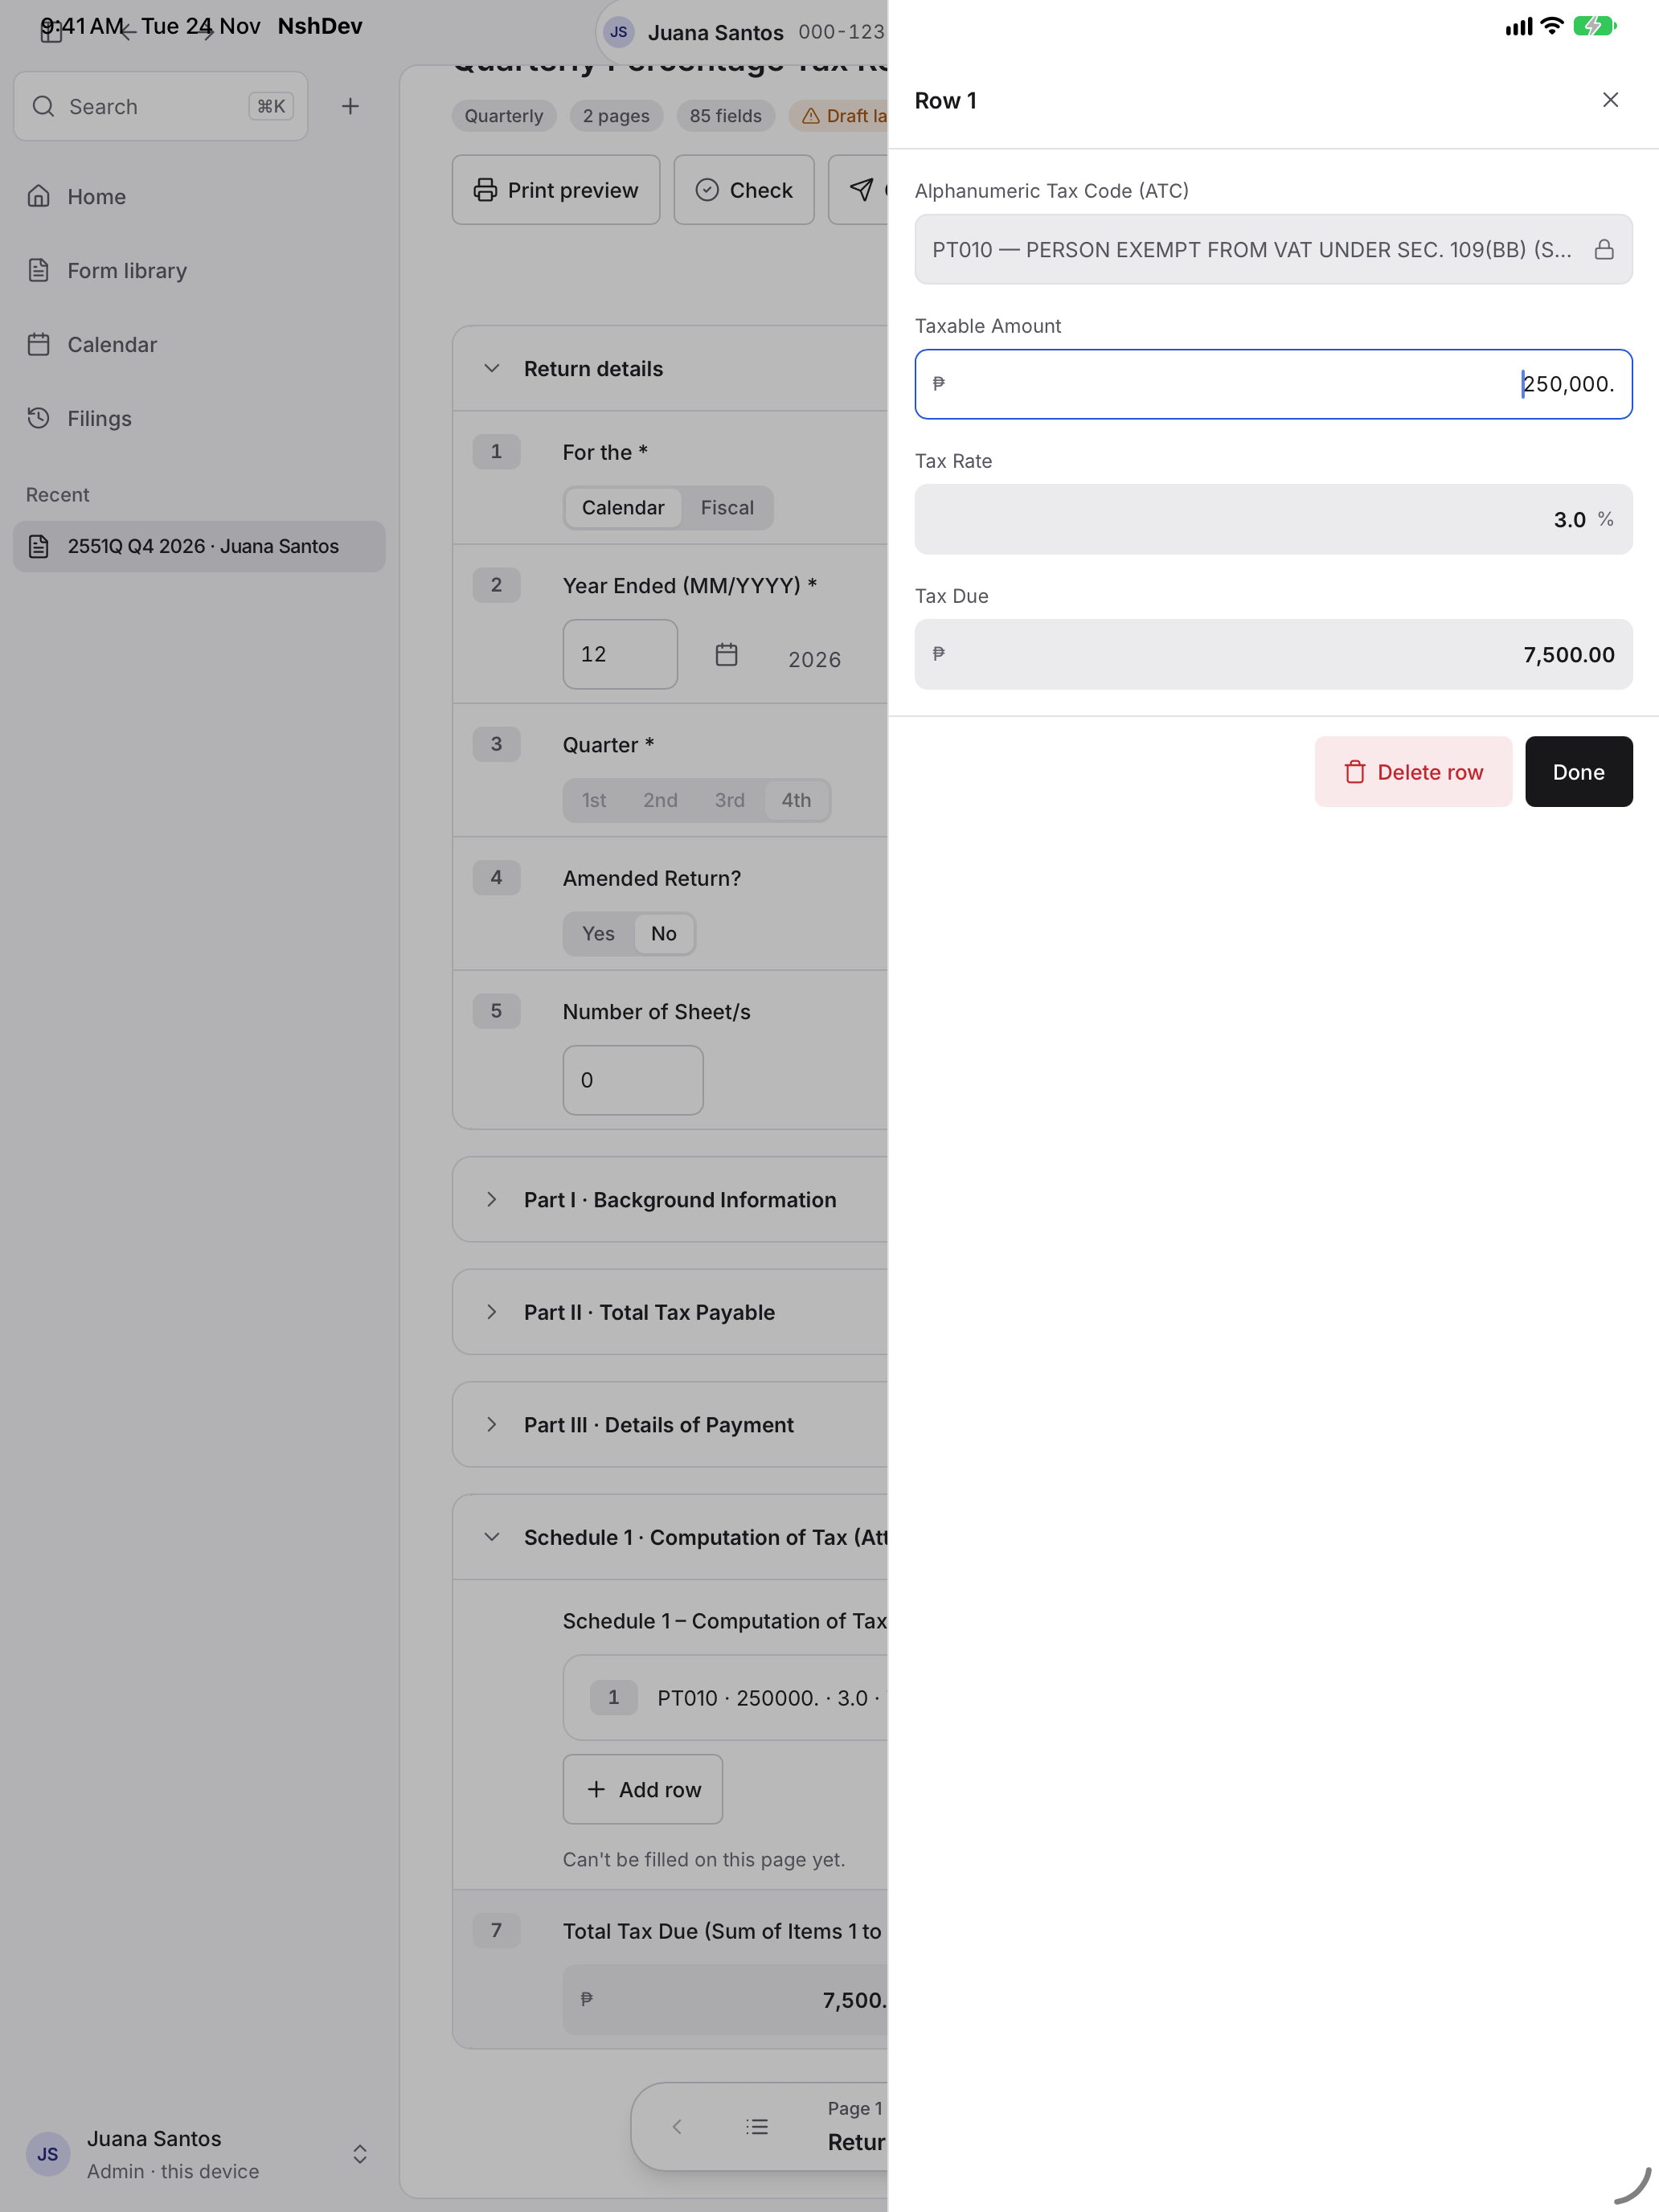 9:41 AM Tue 24 Nov NshDev
JS Juana Santos 000-123
Search ⌘K
Home
Form library
Calendar
Filings
Recent
2551Q Q4 2026 · Juana Santos
Juana Santos
JS
Admin · this device
Quarterly Percentage Tax
Quarterly 2 pages 85 fields Draft la
Print preview Check
Return details
1 For the *
Calendar Fiscal
2 Year Ended (MM/YYYY) *
12 2026
3 Quarter *
1st 2nd 3rd 4th
4 Amended Return?
Yes No
5 Number of Sheet/s
0
Part I · Background Information
Part II · Total Tax Payable
Part III · Details of Payment
Schedule 1 · Computation of Tax (Att
Schedule 1 – Computation of Tax
1 PT010 · 250000. · 3.0 ·
+ Add row
Can't be filled on this page yet.
7 Total Tax Due (Sum of Items 1 to
₱ 7,500.
Page 1
Retur
Row 1
Alphanumeric Tax Code (ATC)
PT010 — PERSON EXEMPT FROM VAT UNDER SEC. 109(BB) (S...
Taxable Amount
₱ 250,000.
Tax Rate
3.0 %
Tax Due
₱ 7,500.00
Delete row Done